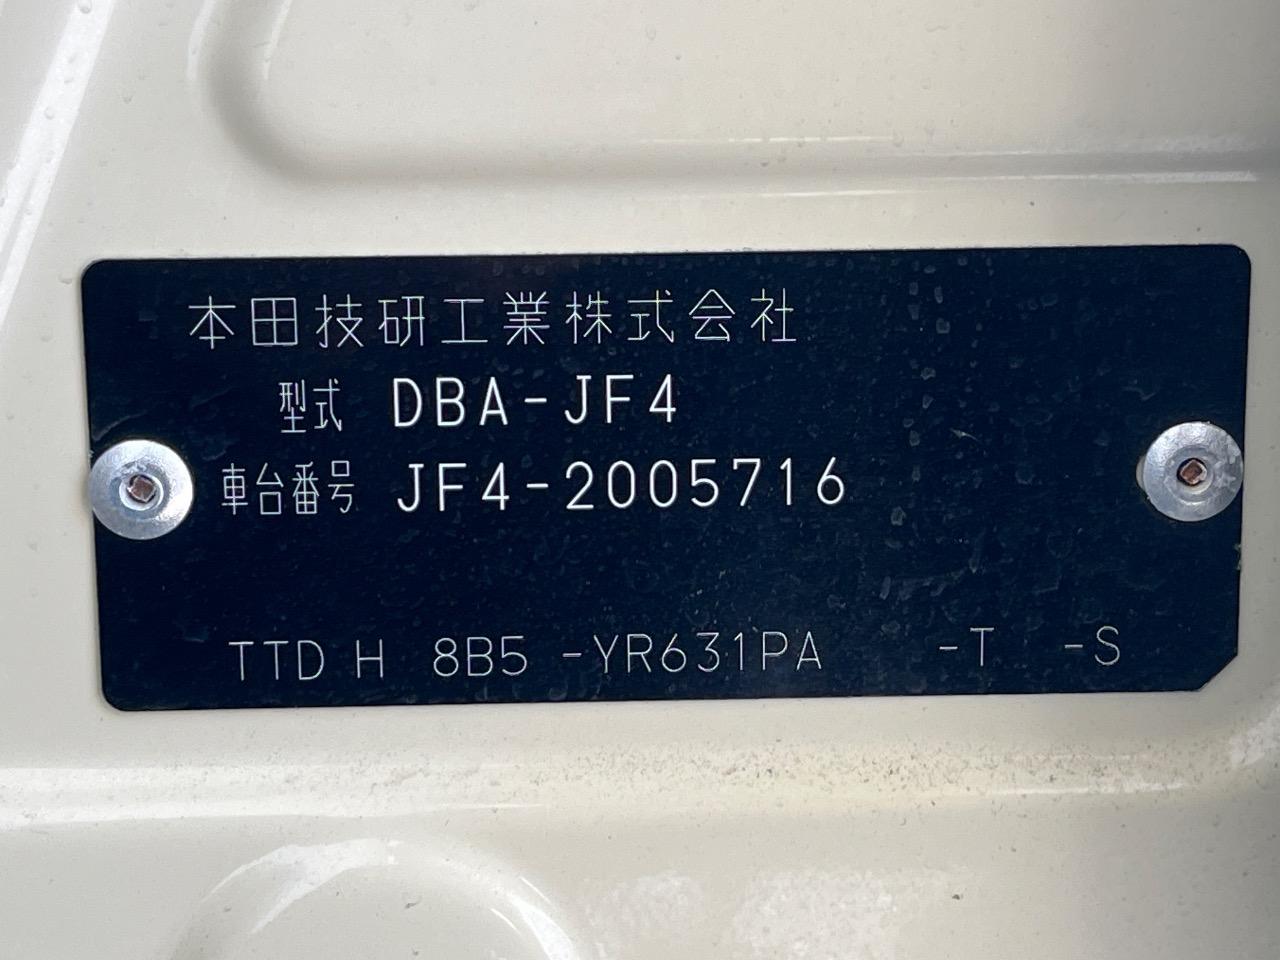 本田技研工業株式会社
型式 DBA-JF4
車台番号 JF4-2005716
TTD H 8B5 -YR631PA -T -S